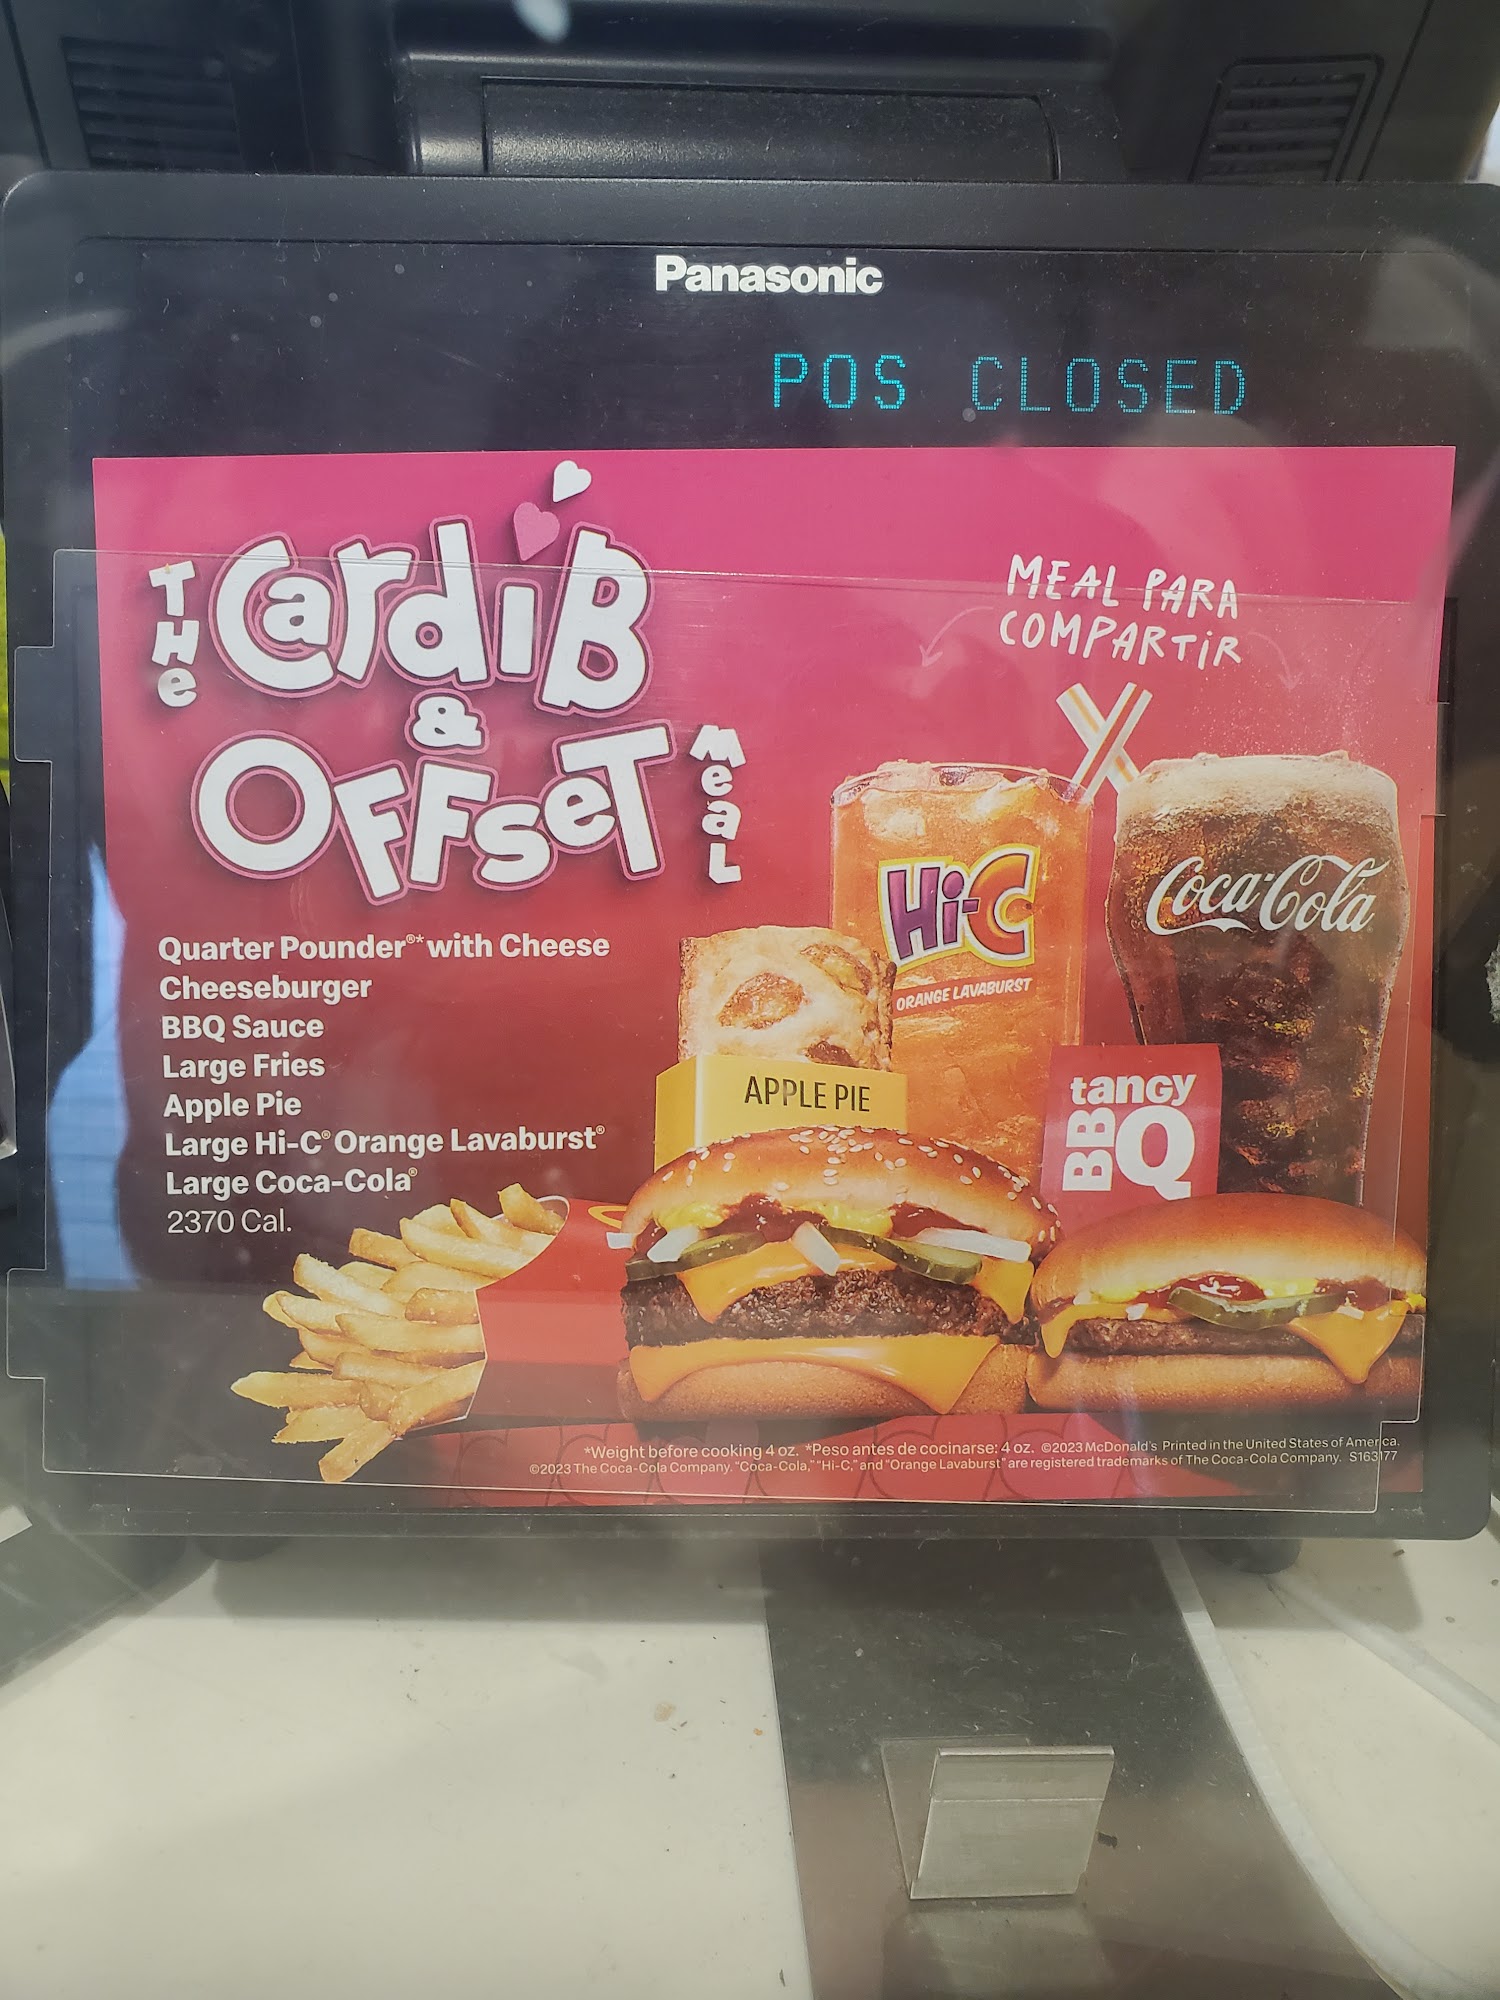 Panasonic
POS CLOSED
THe CardiB
&
OFFseT MeaL
MEAL PARA
COMPARTiR
Quarter Pounder®* with Cheese
Cheeseburger
BBQ Sauce
Large Fries
Apple Pie
Large Hi-C® Orange Lavaburst®
Large Coca-Cola®
2370 Cal.
Hi-C
ORANGE LAVABURST
Coca-Cola
APPLE PIE
tangy
BBQ
*Weight before cooking 4 oz. *Peso antes de cocinarse: 4 oz. ©2023 McDonald's Printed in the United States of America.
©2023 The Coca-Cola Company. "Coca-Cola," "Hi-C," and "Orange Lavaburst" are registered trademarks of The Coca-Cola Company. S163177